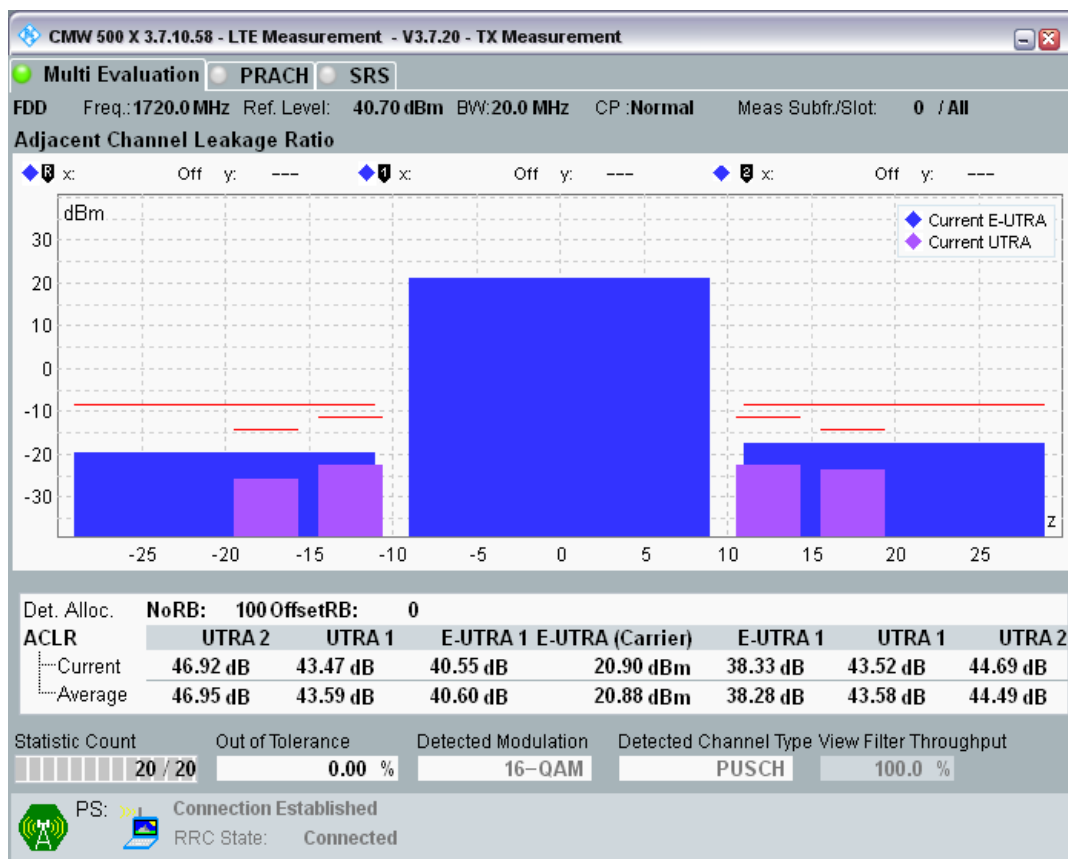 CMW 500 X 3.7.10.58 - LTE Measurement - V3.7.20 - TX Measurement
Multi Evaluation PRACH SRS
FDD Freq.: 1720.0 MHz Ref. Level: 40.70 dBm BW: 20.0 MHz CP : Normal Meas Subfr./Slot: 0 / All
Adjacent Channel Leakage Ratio
R x: Off y: --- 1 x: Off y: --- 2 x: Off y: ---
dBm
Current E-UTRA
Current UTRA
30
20
10
0
-10
-20
-30
z
-25 -20 -15 -10 -5 0 5 10 15 20 25
Det. Alloc. NoRB: 100 OffsetRB: 0
ACLR UTRA 2 UTRA 1 E-UTRA 1 E-UTRA (Carrier) E-UTRA 1 UTRA 1 UTRA 2
Current 46.92 dB 43.47 dB 40.55 dB 20.90 dBm 38.33 dB 43.52 dB 44.69 dB
Average 46.95 dB 43.59 dB 40.60 dB 20.88 dBm 38.28 dB 43.58 dB 44.49 dB
Statistic Count Out of Tolerance Detected Modulation Detected Channel Type View Filter Throughput
20 / 20 0.00 % 16-QAM PUSCH 100.0 %
PS: Connection Established
RRC State: Connected